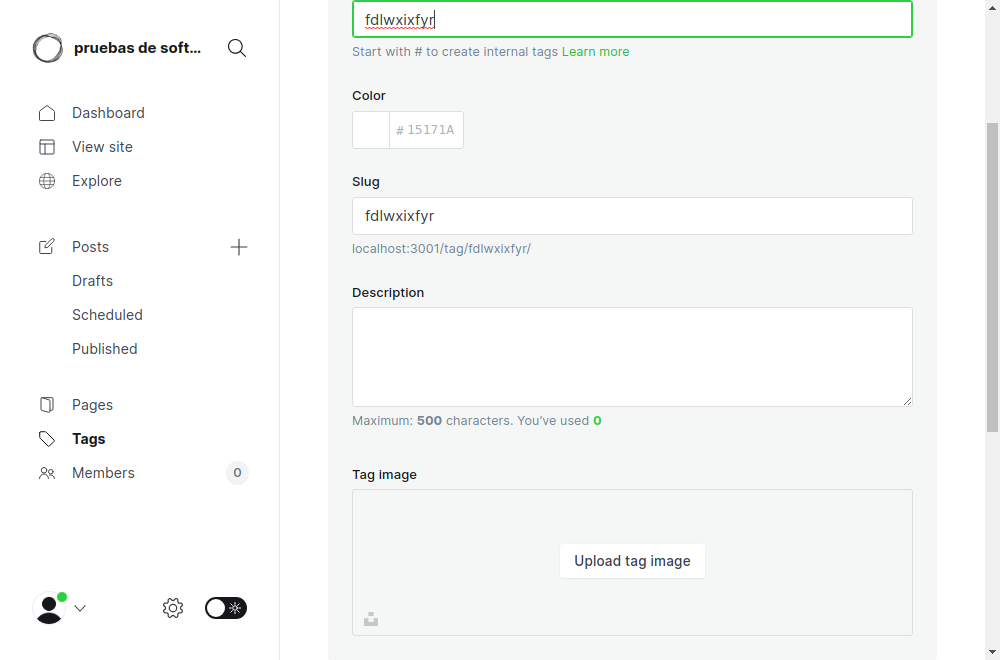 pruebas de soft...
Dashboard
View site
Explore
Posts
Drafts
Scheduled
Published
Pages
Tags
Members
0
fdlwxixfyr
Start with # to create internal tags Learn more
Color
# 15171A
Slug
fdlwxixfyr
localhost:3001/tag/fdlwxixfyr/
Description
Maximum: 500 characters. You’ve used 0
Tag image
Upload tag image